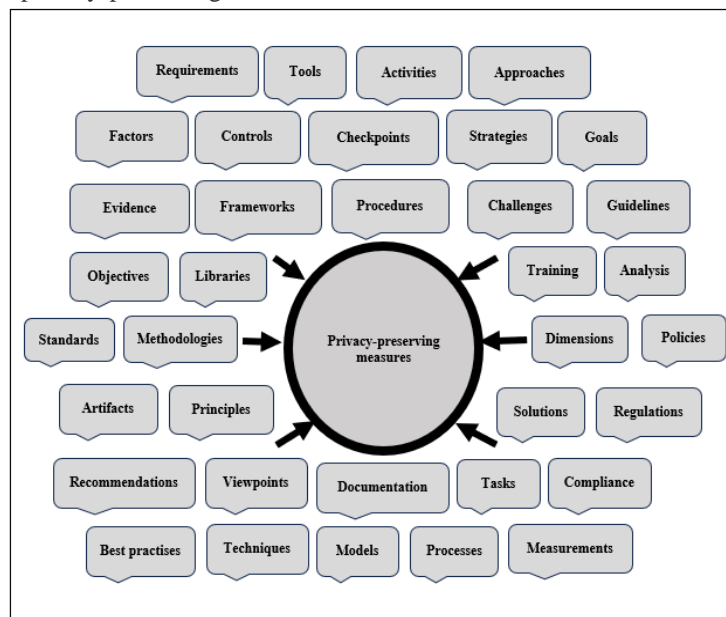 Requirements
Tools
Activities
Approaches
Factors
Controls
Checkpoints
Strategies
Goals
Evidence
Frameworks
Procedures
Challenges
Guidelines
Objectives
Libraries
Training
Analysis
Standards
Methodologies
Privacy-preserving
measures
Dimensions
Policies
Artifacts
Principles
Solutions
Regulations
Recommendations
Viewpoints
Documentation
Tasks
Compliance
Best practises
Techniques
Models
Processes
Measurements